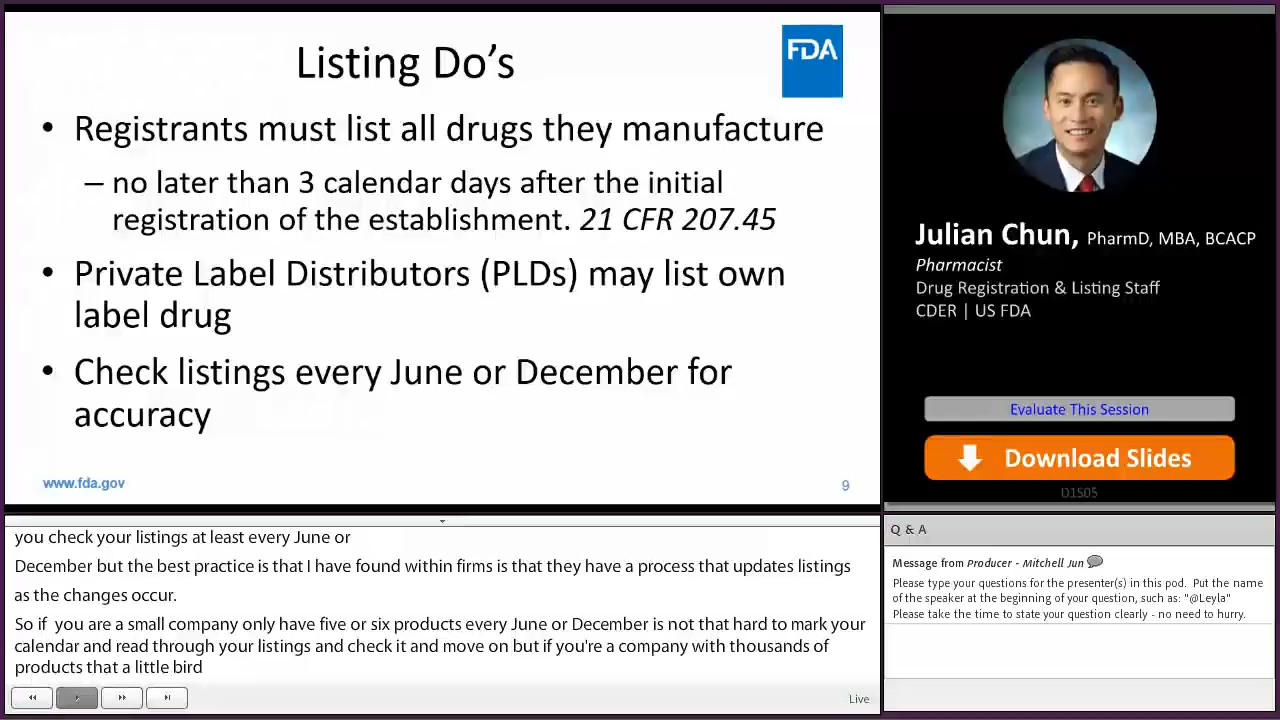 Listing Do’s
FDA
• Registrants must list all drugs they manufacture
– no later than 3 calendar days after the initial
registration of the establishment. 21 CFR 207.45
• Private Label Distributors (PLDs) may list own
label drug
• Check listings every June or December for
accuracy
www.fda.gov
9
Julian Chun, PharmD, MBA, BCACP
Pharmacist
Drug Registration & Listing Staff
CDER | US FDA
Evaluate This Session
Download Slides
D1S05
you check your listings at least every June or
December but the best practice is that I have found within firms is that they have a process that updates listings
as the changes occur.
So if you are a small company only have five or six products every June or December is not that hard to mark your
calendar and read through your listings and check it and move on but if you're a company with thousands of
products that a little bird
Live
Q & A
Message from Producer - Mitchell Jun
Please type your questions for the presenter(s) in this pod. Put the name
of the speaker at the beginning of your question, such as: "@Leyla"
Please take the time to state your question clearly - no need to hurry.